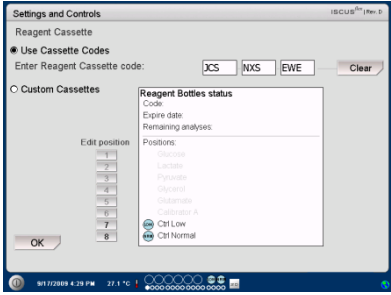 Settings and Controls
ISCUS Flex (Rev. I)
Reagent Cassette
Use Cassette Codes
Enter Reagent Cassette code: JCS NXS EWE Clear
Custom Cassettes
Reagent Bottles status
Code:
Expire date:
Remaining analyses:
Edit position
Positions:
1 Glucose
2 Lactate
3 Pyruvate
4 Glycerol
5 Glutamate
6 Calibrator A
7 LOW Ctrl Low
8 Ctrl Normal
OK
9/17/2009 4:29 PM 27.1 °C